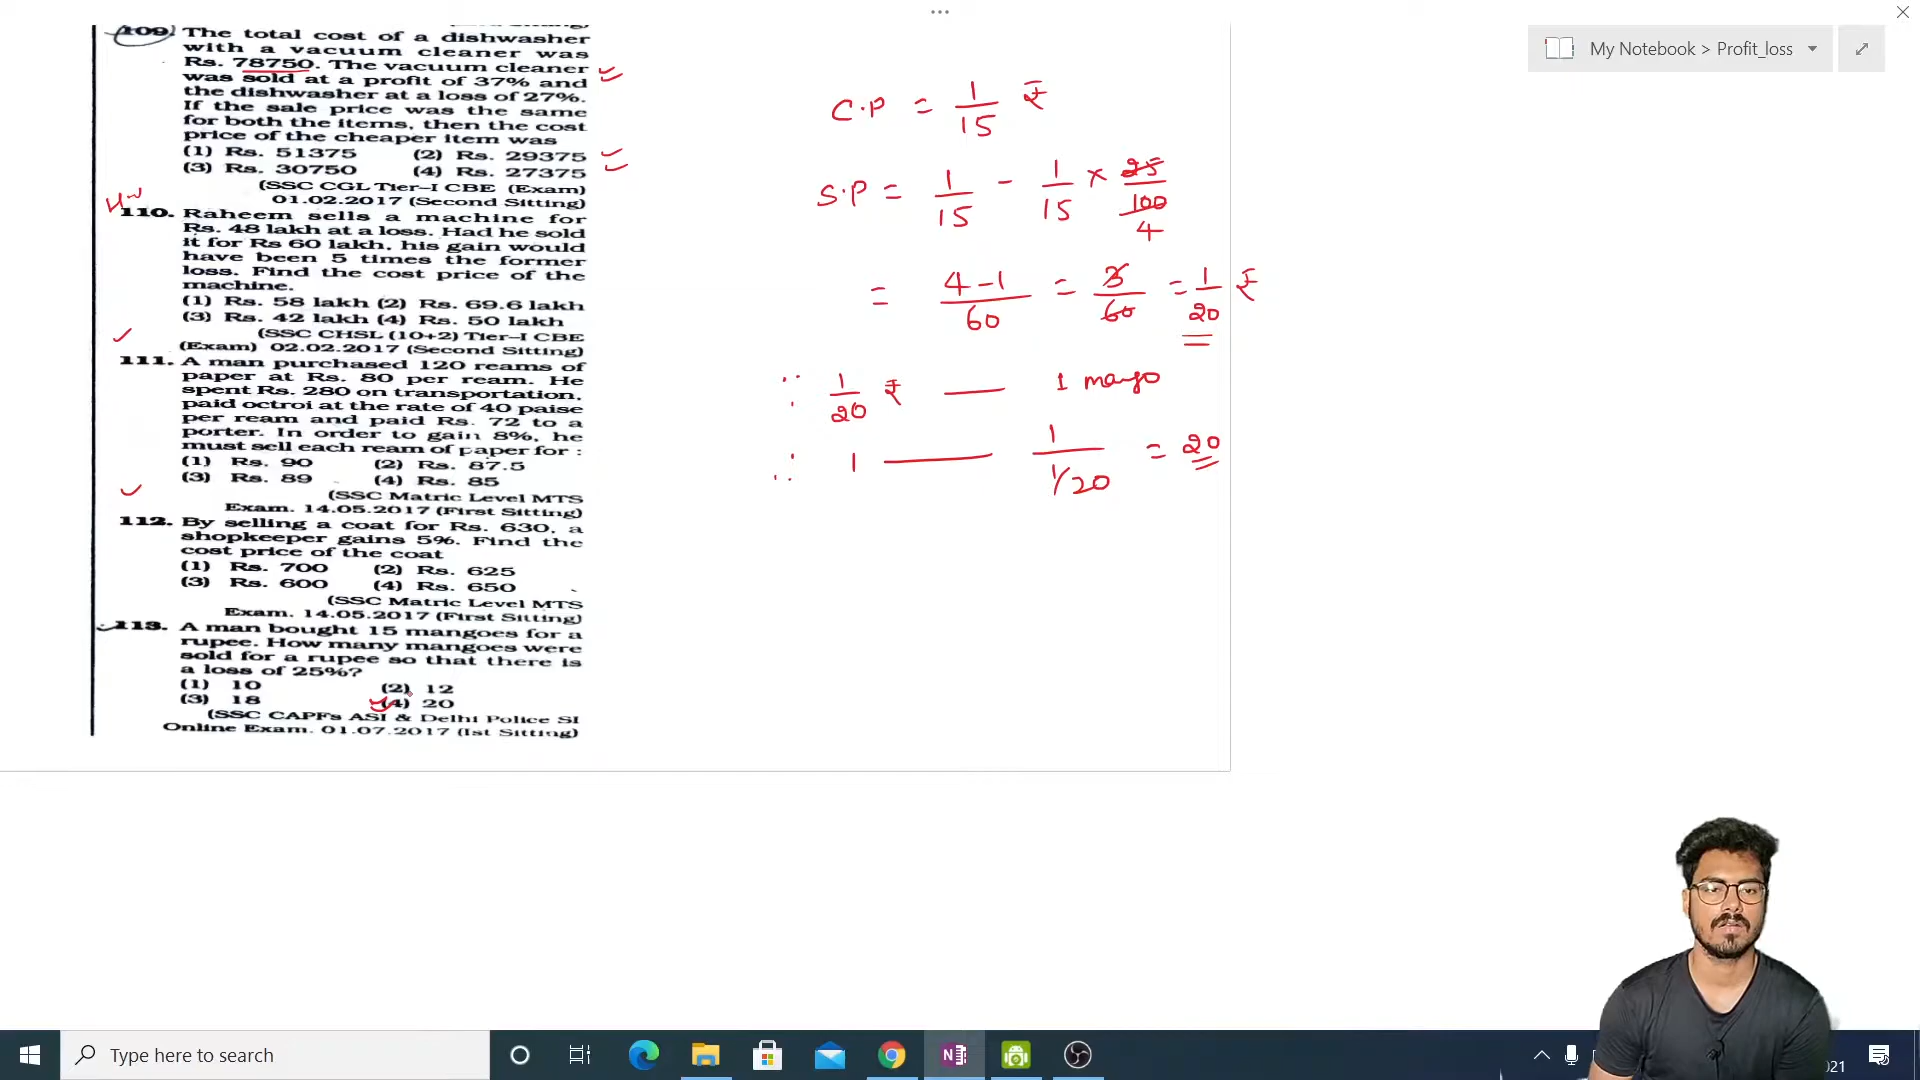 My Notebook > Profit_loss
109. The total cost of a dishwasher
with a vacuum cleaner was
Rs. 78750. The vacuum cleaner
was sold at a profit of 37% and
the dishwasher at a loss of 27%.
If the sale price was the same
for both the items, then the cost
price of the cheaper item was
(1) Rs. 51375 (2) Rs. 29375
(3) Rs. 30750 (4) Rs. 27375
(SSC CGL Tier-I CBE (Exam)
01.02.2017 (Second Sitting)
110. Raheem sells a machine for
Rs. 48 lakh at a loss. Had he sold
it for Rs 60 lakh, his gain would
have been 5 times the former
loss. Find the cost price of the
machine.
(1) Rs. 58 lakh (2) Rs. 69.6 lakh
(3) Rs. 42 lakh (4) Rs. 50 lakh
(SSC CHSL (10+2) Tier-I CBE
(Exam) 02.02.2017 (Second Sitting)
111. A man purchased 120 reams of
paper at Rs. 80 per ream. He
spent Rs. 280 on transportation,
paid octroi at the rate of 40 paise
per ream and paid Rs. 72 to a
porter. In order to gain 8%, he
must sell each ream of paper for :
(1) Rs. 90 (2) Rs. 87.5
(3) Rs. 89 (4) Rs. 85
(SSC Matric Level MTS
Exam. 14.05.2017 (First Sitting)
112. By selling a coat for Rs. 630, a
shopkeeper gains 5%. Find the
cost price of the coat
(1) Rs. 700 (2) Rs. 625
(3) Rs. 600 (4) Rs. 650
(SSC Matric Level MTS
Exam. 14.05.2017 (First Sitting)
113. A man bought 15 mangoes for a
rupee. How many mangoes were
sold for a rupee so that there is
a loss of 25%?
(1) 10 (2) 12
(3) 18 (4) 20
(SSC CAPFs ASI & Delhi Police SI
Online Exam. 01.07.2017 (Ist Sitting)
C.P = 1/15 ₹
S.P = 1/15 - 1/15 × 25/100 4
= 4-1/60 = 3/60 = 1/20 ₹
∵ 1/20 ₹ — 1 mango
∴ 1 — 1/1/20 = 20
Type here to search